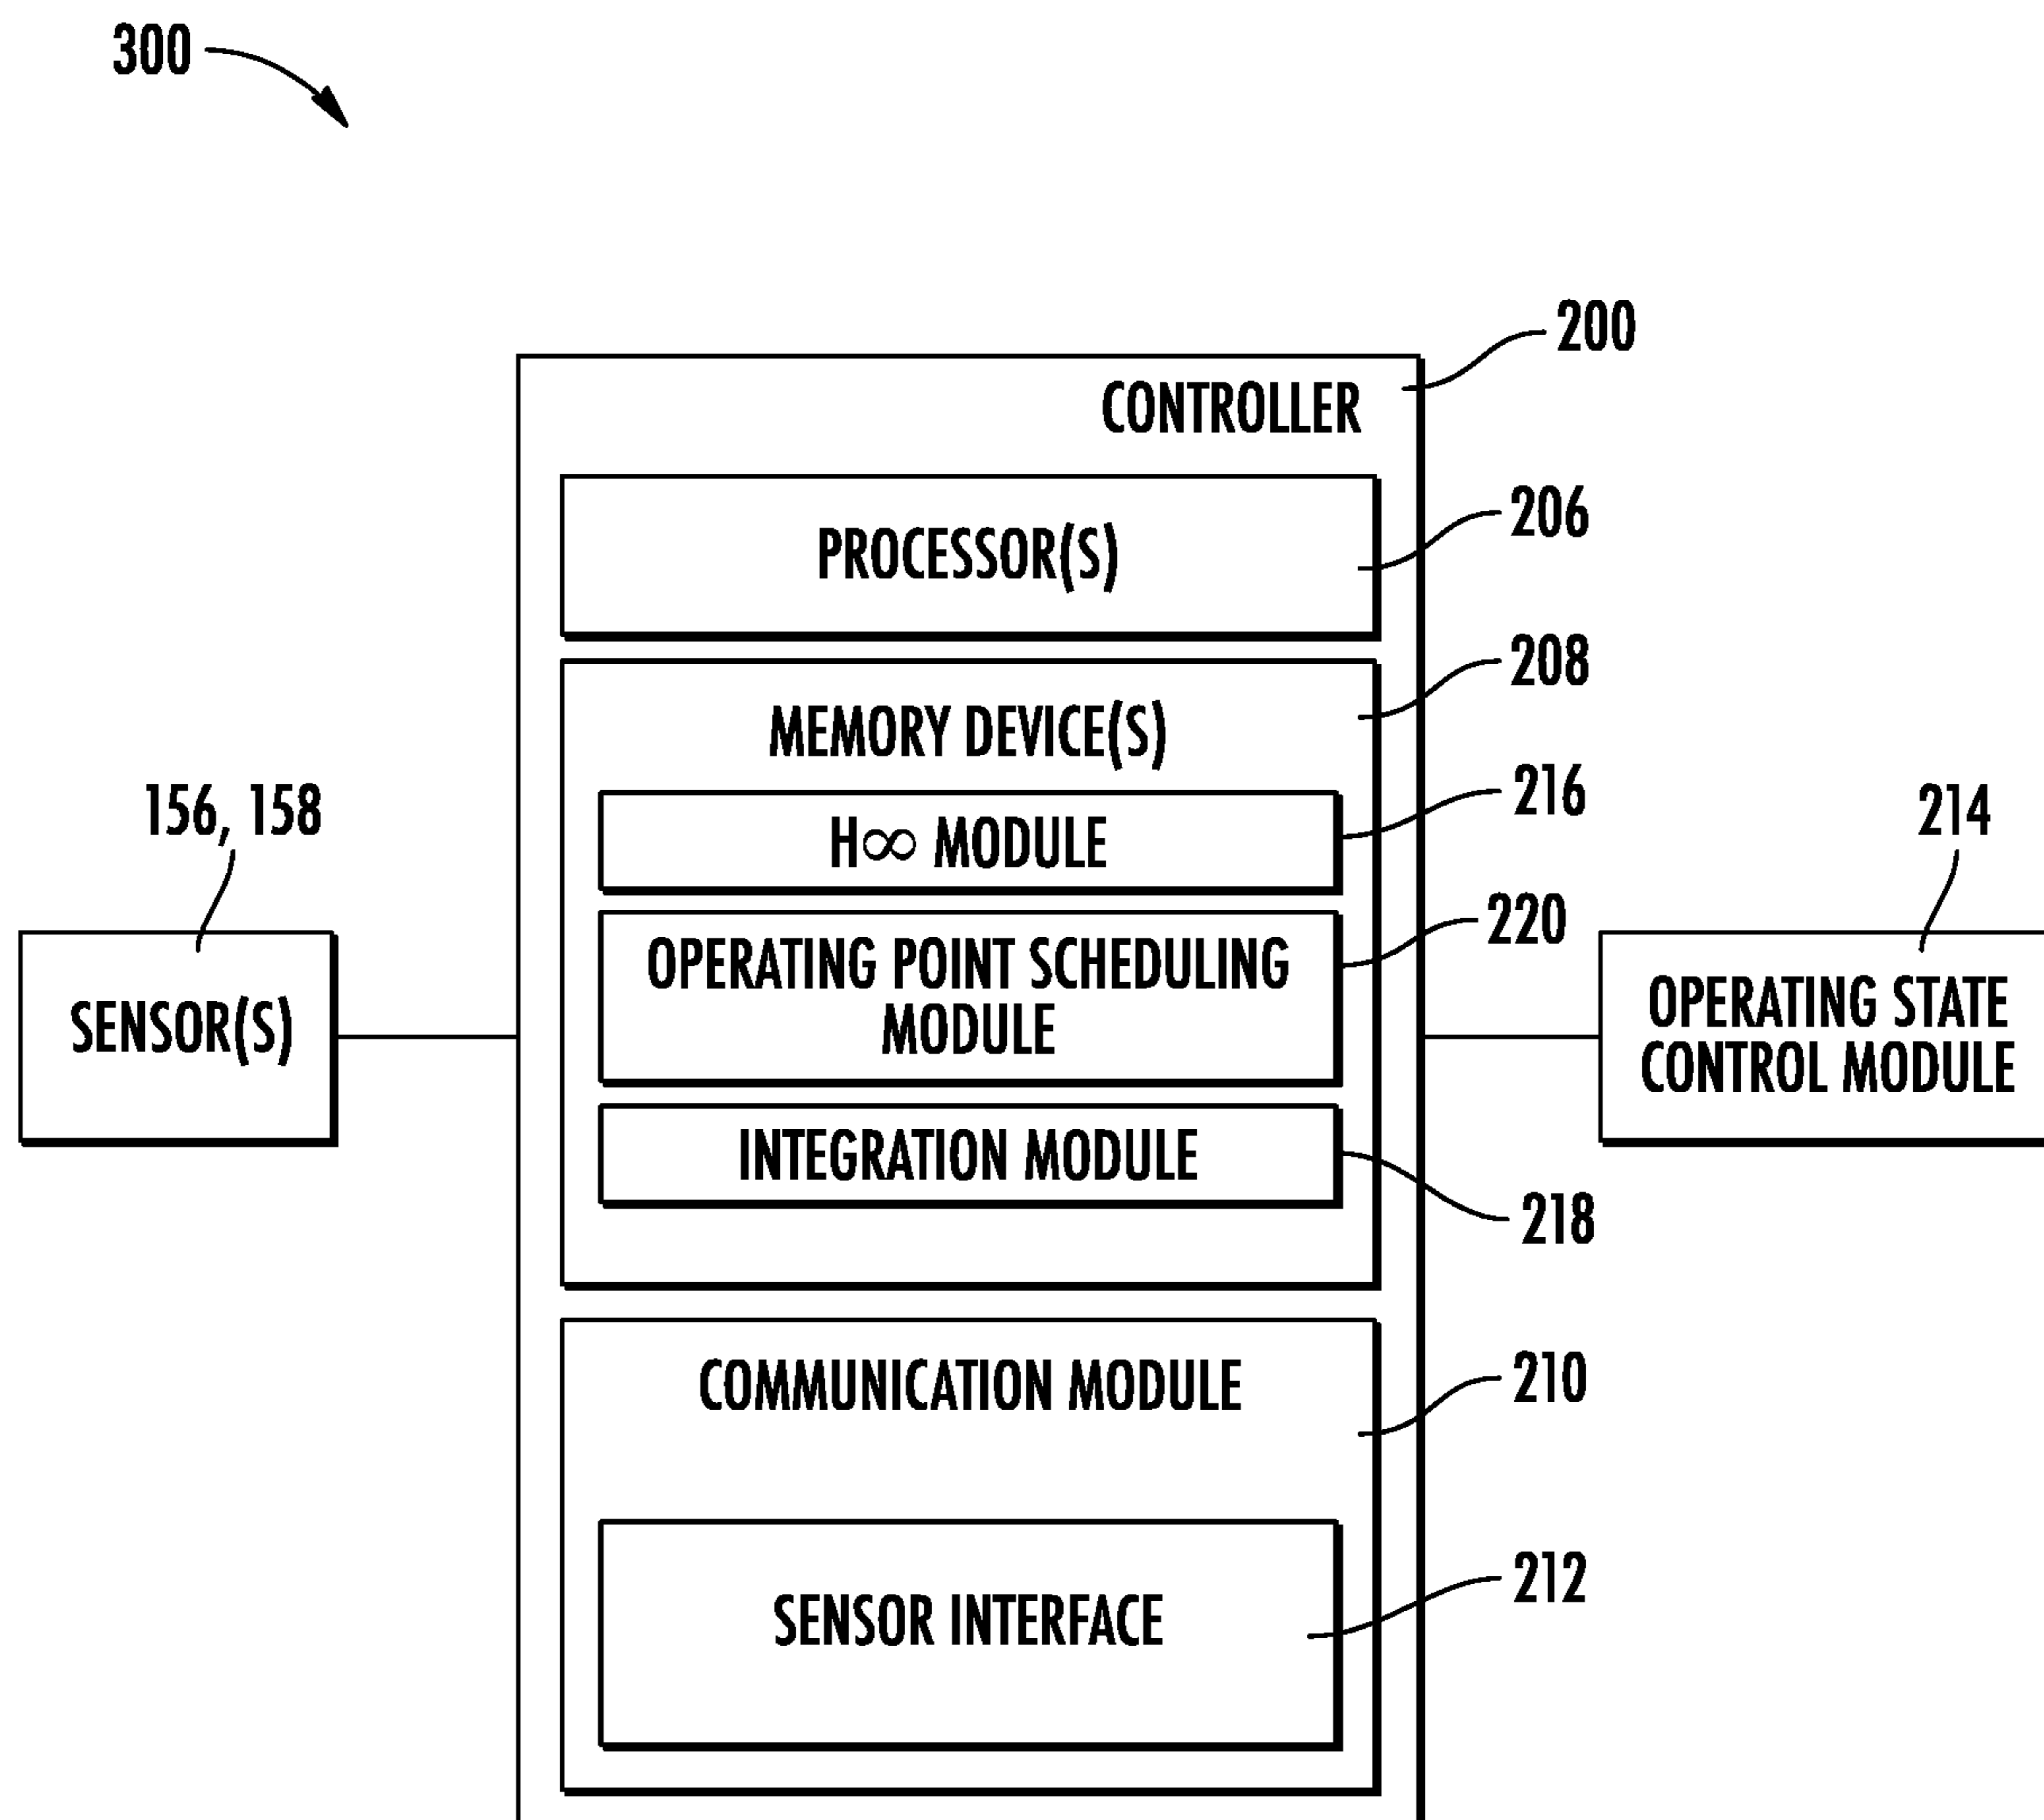 300
200
CONTROLLER
PROCESSOR(S)
206
208
MEMORY DEVICE(S)
216
H∞ MODULE
220
OPERATING POINT SCHEDULING
MODULE
INTEGRATION MODULE
218
156, 158
SENSOR(S)
214
OPERATING STATE
CONTROL MODULE
210
COMMUNICATION MODULE
212
SENSOR INTERFACE